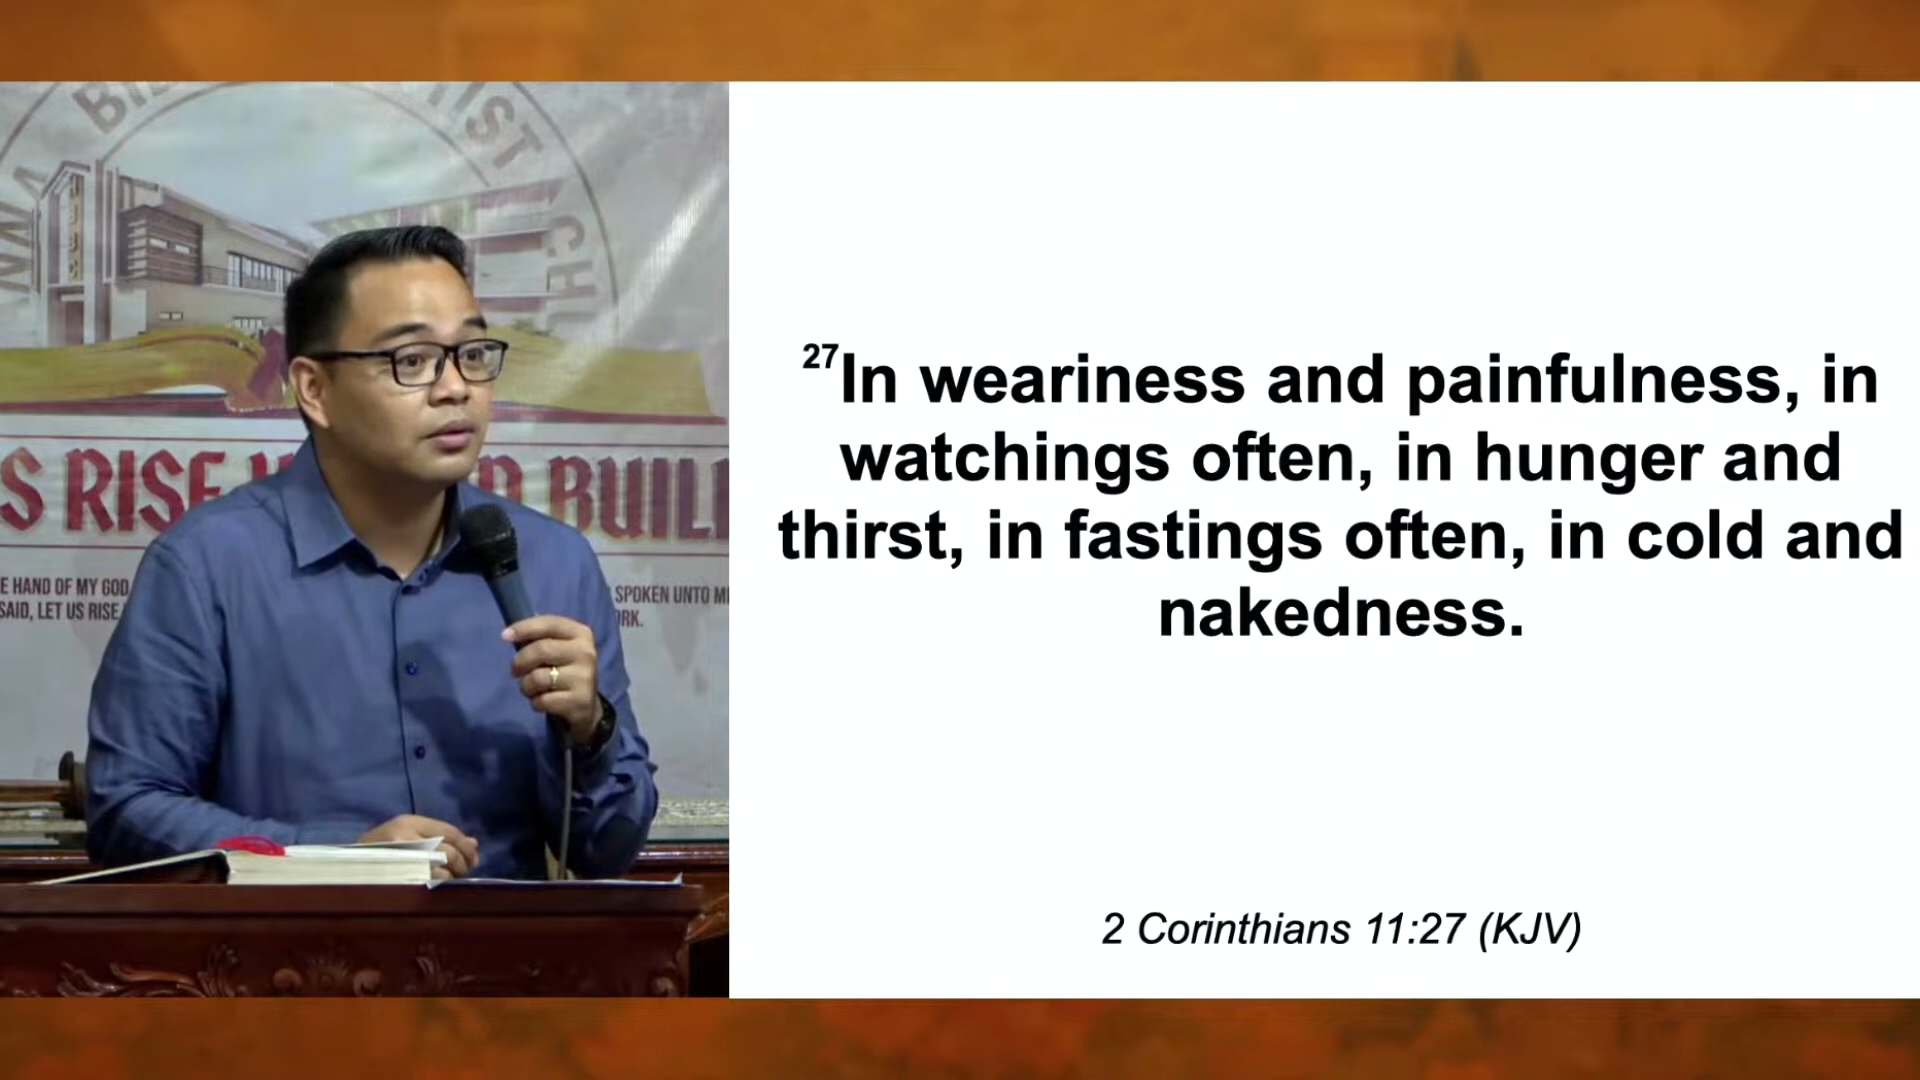 27In weariness and painfulness, in
watchings often, in hunger and
thirst, in fastings often, in cold and
nakedness.
2 Corinthians 11:27 (KJV)
CH
S RISE BUIL
E HAND OF MY GOD
SPOKEN UNTO
SAID, LET US RISE